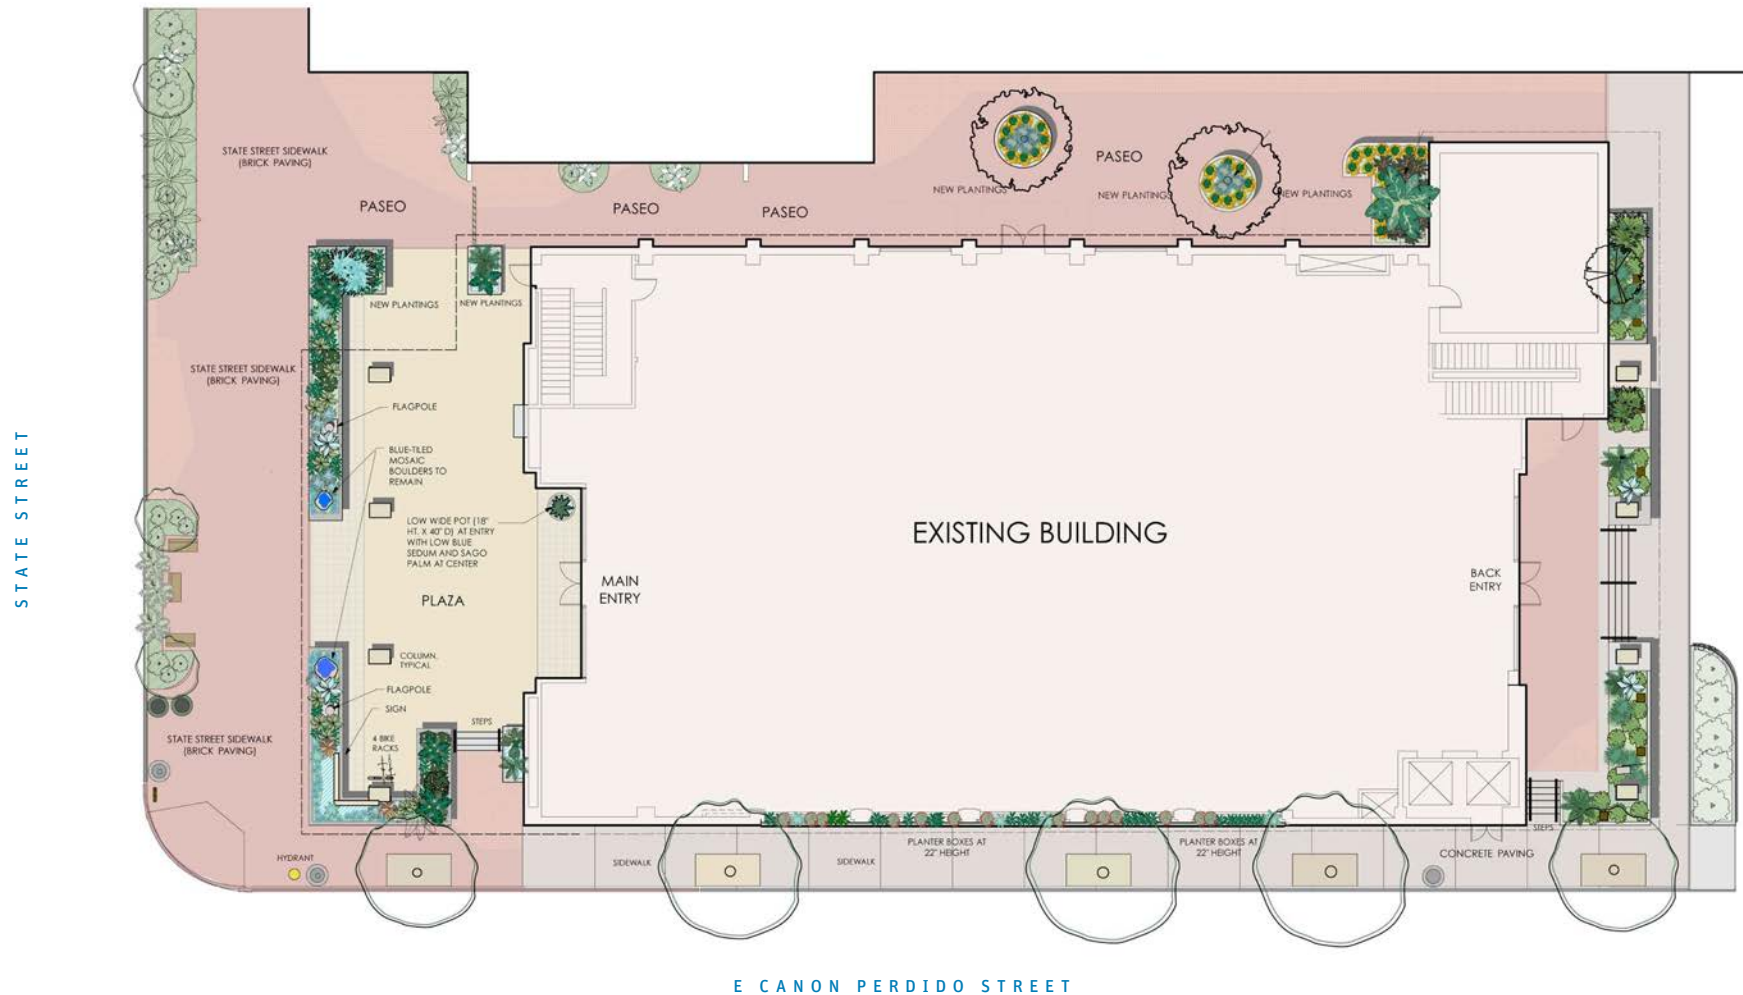 STATE STREET SIDEWALK
(BRICK PAVING)
PASEO
PASEO
PASEO
PASEO
NEW PLANTINGS
NEW PLANTINGS
NEW PLANTINGS
NEW PLANTINGS
NEW PLANTINGS
STATE STREET SIDEWALK
(BRICK PAVING)
FLAGPOLE
BLUE-TILED
MOSAIC
BOULDERS TO
REMAIN
LOW WIDE POT (18"
HT. X 40" D) AT ENTRY
WITH LOW BLUE
SEDUM AND SAGO
PALM AT CENTER
EXISTING BUILDING
MAIN
ENTRY
BACK
ENTRY
PLAZA
COLUMN,
TYPICAL
FLAGPOLE
SIGN
STEPS
4 BIKE
RACKS
STATE STREET SIDEWALK
(BRICK PAVING)
HYDRANT
SIDEWALK
SIDEWALK
PLANTER BOXES AT
22" HEIGHT
PLANTER BOXES AT
22" HEIGHT
CONCRETE PAVING
STEPS
STATE STREET
E CANON PERDIDO STREET